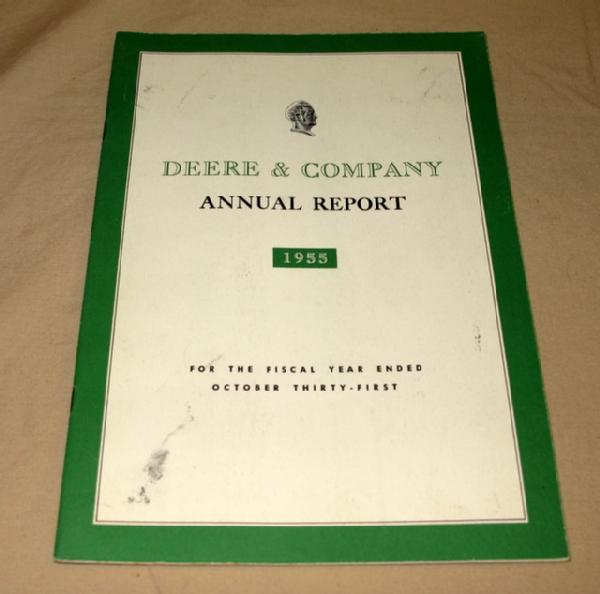 DEERE & COMPANY
ANNUAL REPORT
1955
FOR THE FISCAL YEAR ENDED
OCTOBER THIRTY-FIRST